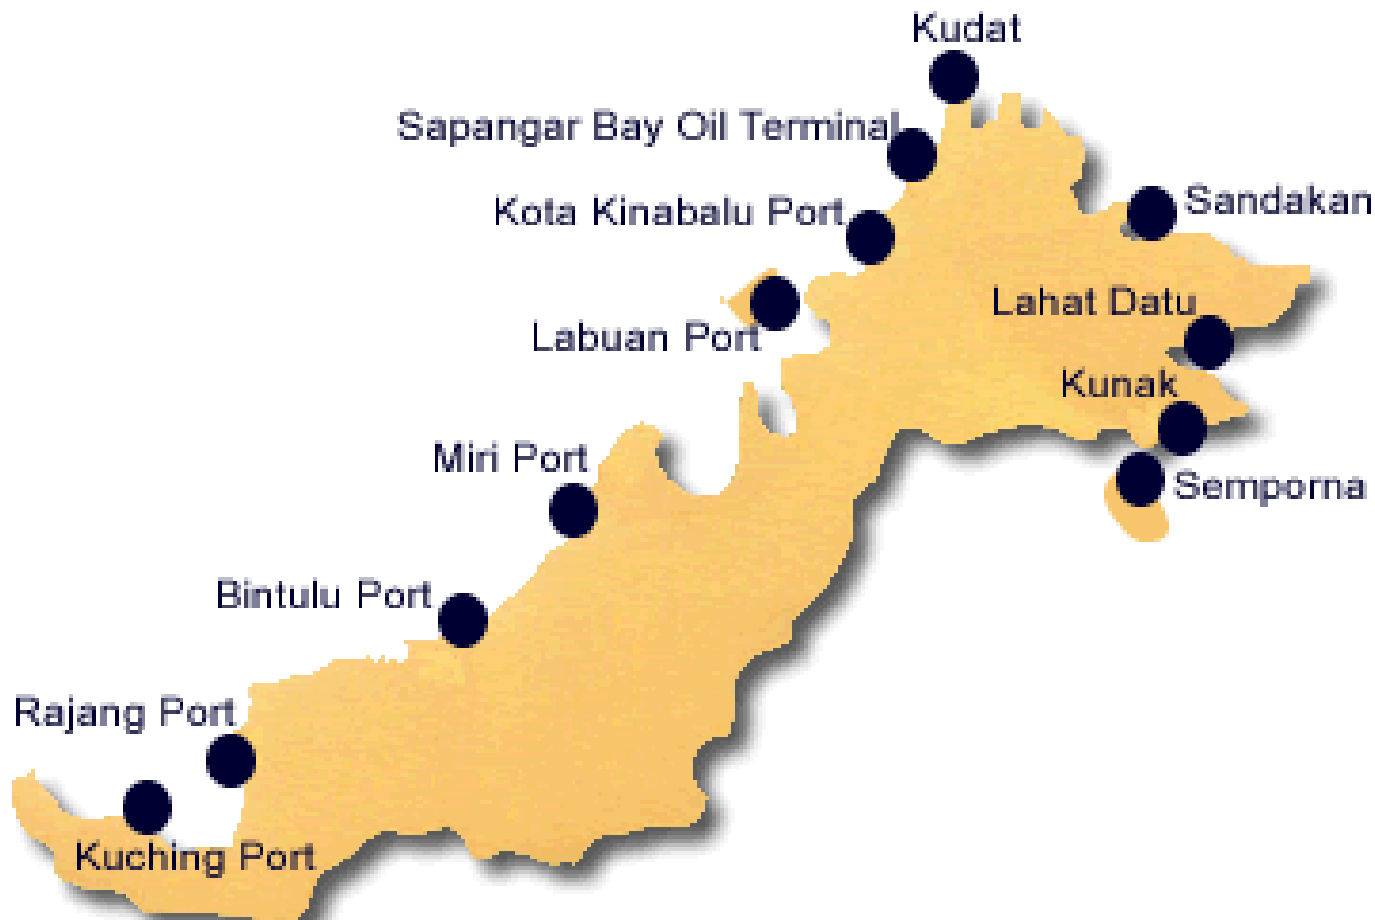 Kudat
Sapangar Bay Oil Terminal
Sandakan
Kota Kinabalu Port
Lahat Datu
Labuan Port
Kunak
Miri Port
Semporna
Bintulu Port
Rajang Port
Kuching Port